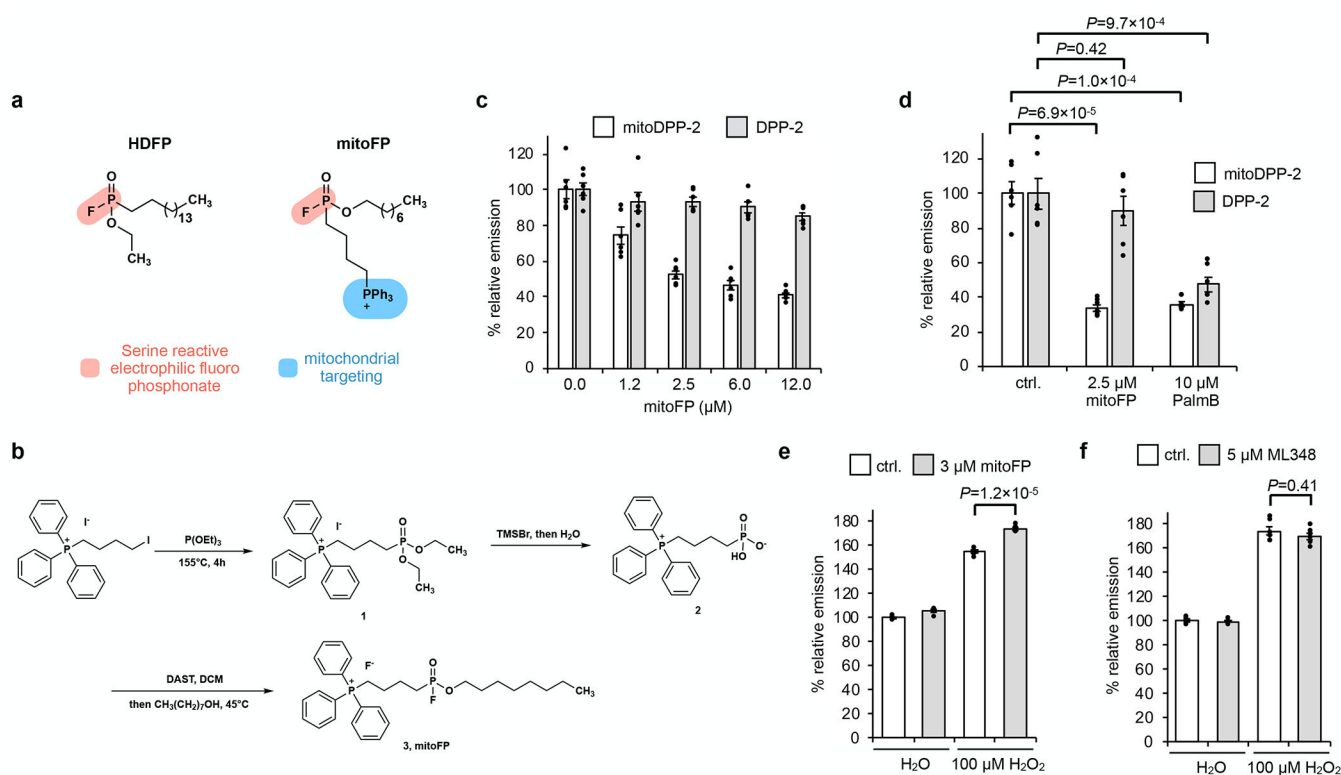 a
HDFP
mitoFP
O
F
P
O
CH3
13
CH3
O
F
P
O
CH3
6
PPh3
+
Serine reactive
electrophilic fluoro
phosphonate
mitochondrial
targeting
b
I-
P+
I
P(OEt)3
155°C, 4h
I-
P+
O
P
O
O
CH3
CH3
1
TMSBr, then H2O
P+
O
P
O-
HO
2
DAST, DCM
then CH3(CH2)7OH, 45°C
F-
P+
O
P
O
F
CH3
3, mitoFP
c
mitoDPP-2
DPP-2
% relative emission
120
100
80
60
40
20
0
0.0 1.2 2.5 6.0 12.0
mitoFP (µM)
d
P=9.7×10-4
P=0.42
P=1.0×10-4
P=6.9×10-5
mitoDPP-2
DPP-2
% relative emission
120
100
80
60
40
20
0
ctrl. 2.5 µM 10 µM
mitoFP PalmB
e
ctrl.
3 µM mitoFP
P=1.2×10-5
% relative emission
180
160
140
120
100
80
60
40
20
0
H2O 100 µM H2O2
f
ctrl.
5 µM ML348
P=0.41
% relative emission
180
160
140
120
100
80
60
40
20
0
H2O 100 µM H2O2